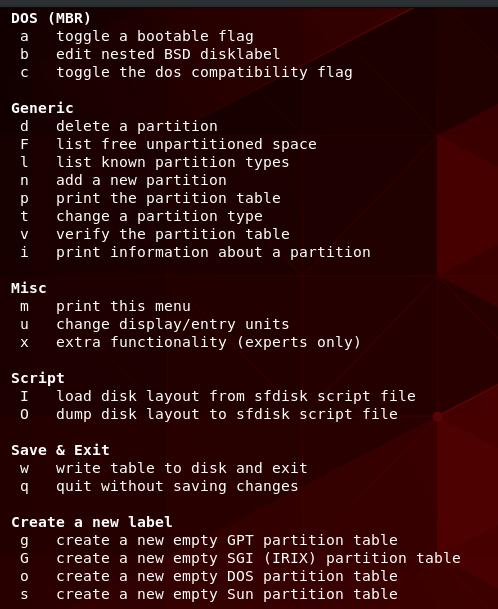 DOS (MBR)
a   toggle a bootable flag
b   edit nested BSD disklabel
c   toggle the dos compatibility flag
Generic
d   delete a partition
F   list free unpartitioned space
l   list known partition types
n   add a new partition
p   print the partition table
t   change a partition type
v   verify the partition table
i   print information about a partition
Misc
m   print this menu
u   change display/entry units
x   extra functionality (experts only)
Script
I   load disk layout from sfdisk script file
O   dump disk layout to sfdisk script file
Save & Exit
w   write table to disk and exit
q   quit without saving changes
Create a new label
g   create a new empty GPT partition table
G   create a new empty SGI (IRIX) partition table
o   create a new empty DOS partition table
s   create a new empty Sun partition table